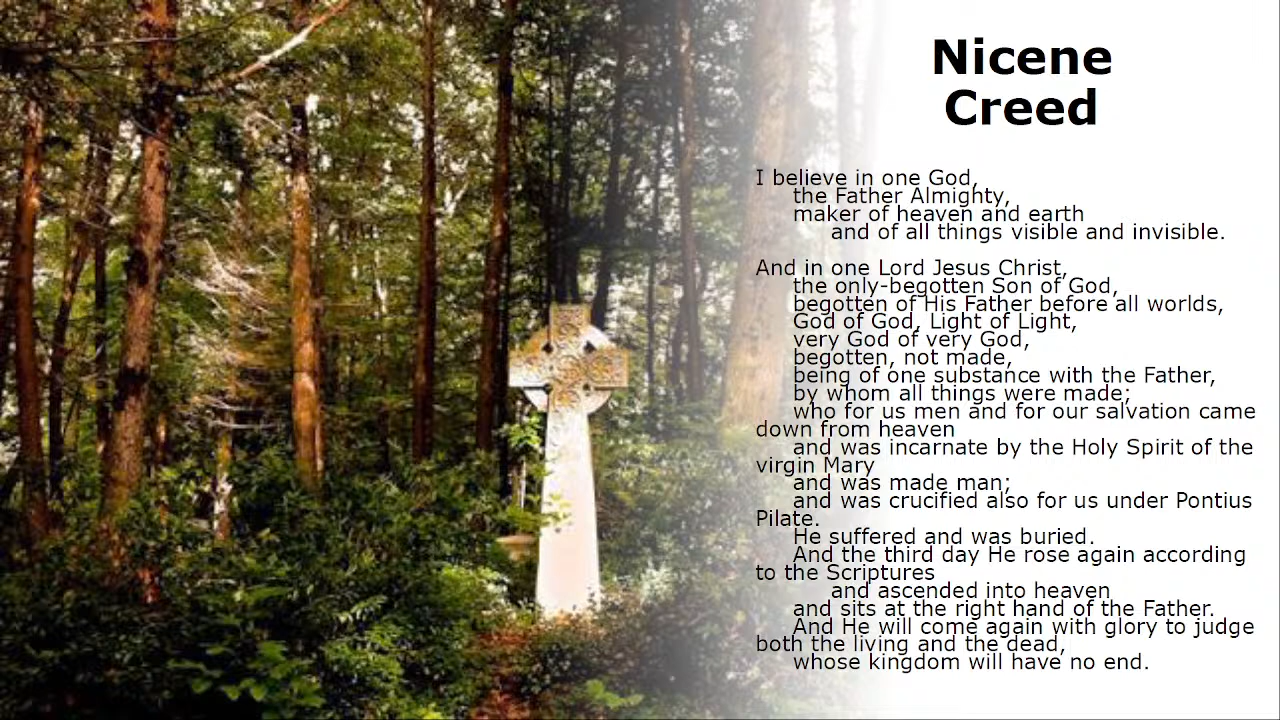 Nicene
Creed
I believe in one God,
the Father Almighty,
maker of heaven and earth
and of all things visible and invisible.
And in one Lord Jesus Christ,
the only-begotten Son of God,
begotten of His Father before all worlds,
God of God, Light of Light,
very God of very God,
begotten, not made,
being of one substance with the Father,
by whom all things were made;
who for us men and for our salvation came
down from heaven
and was incarnate by the Holy Spirit of the
virgin Mary
and was made man;
and was crucified also for us under Pontius
Pilate.
He suffered and was buried.
And the third day He rose again according
to the Scriptures
and ascended into heaven
and sits at the right hand of the Father.
And He will come again with glory to judge
both the living and the dead,
whose kingdom will have no end.